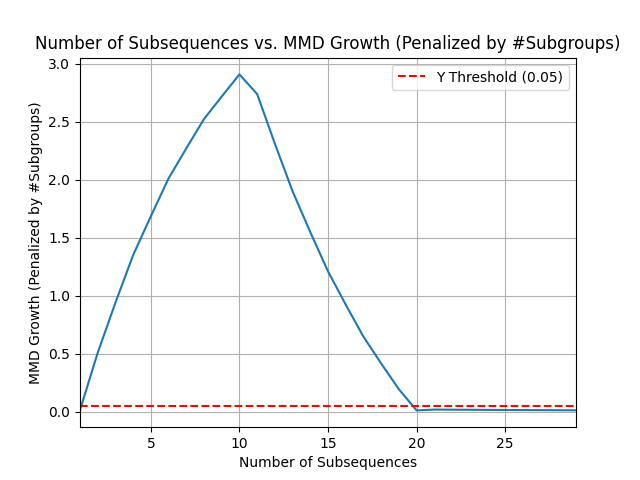 Number of Subsequences vs. MMD Growth (Penalized by #Subgroups)
Y Threshold (0.05)
MMD Growth (Penalized by #Subgroups)
3.0
2.5
2.0
1.5
1.0
0.5
0.0
5 10 15 20 25
Number of Subsequences